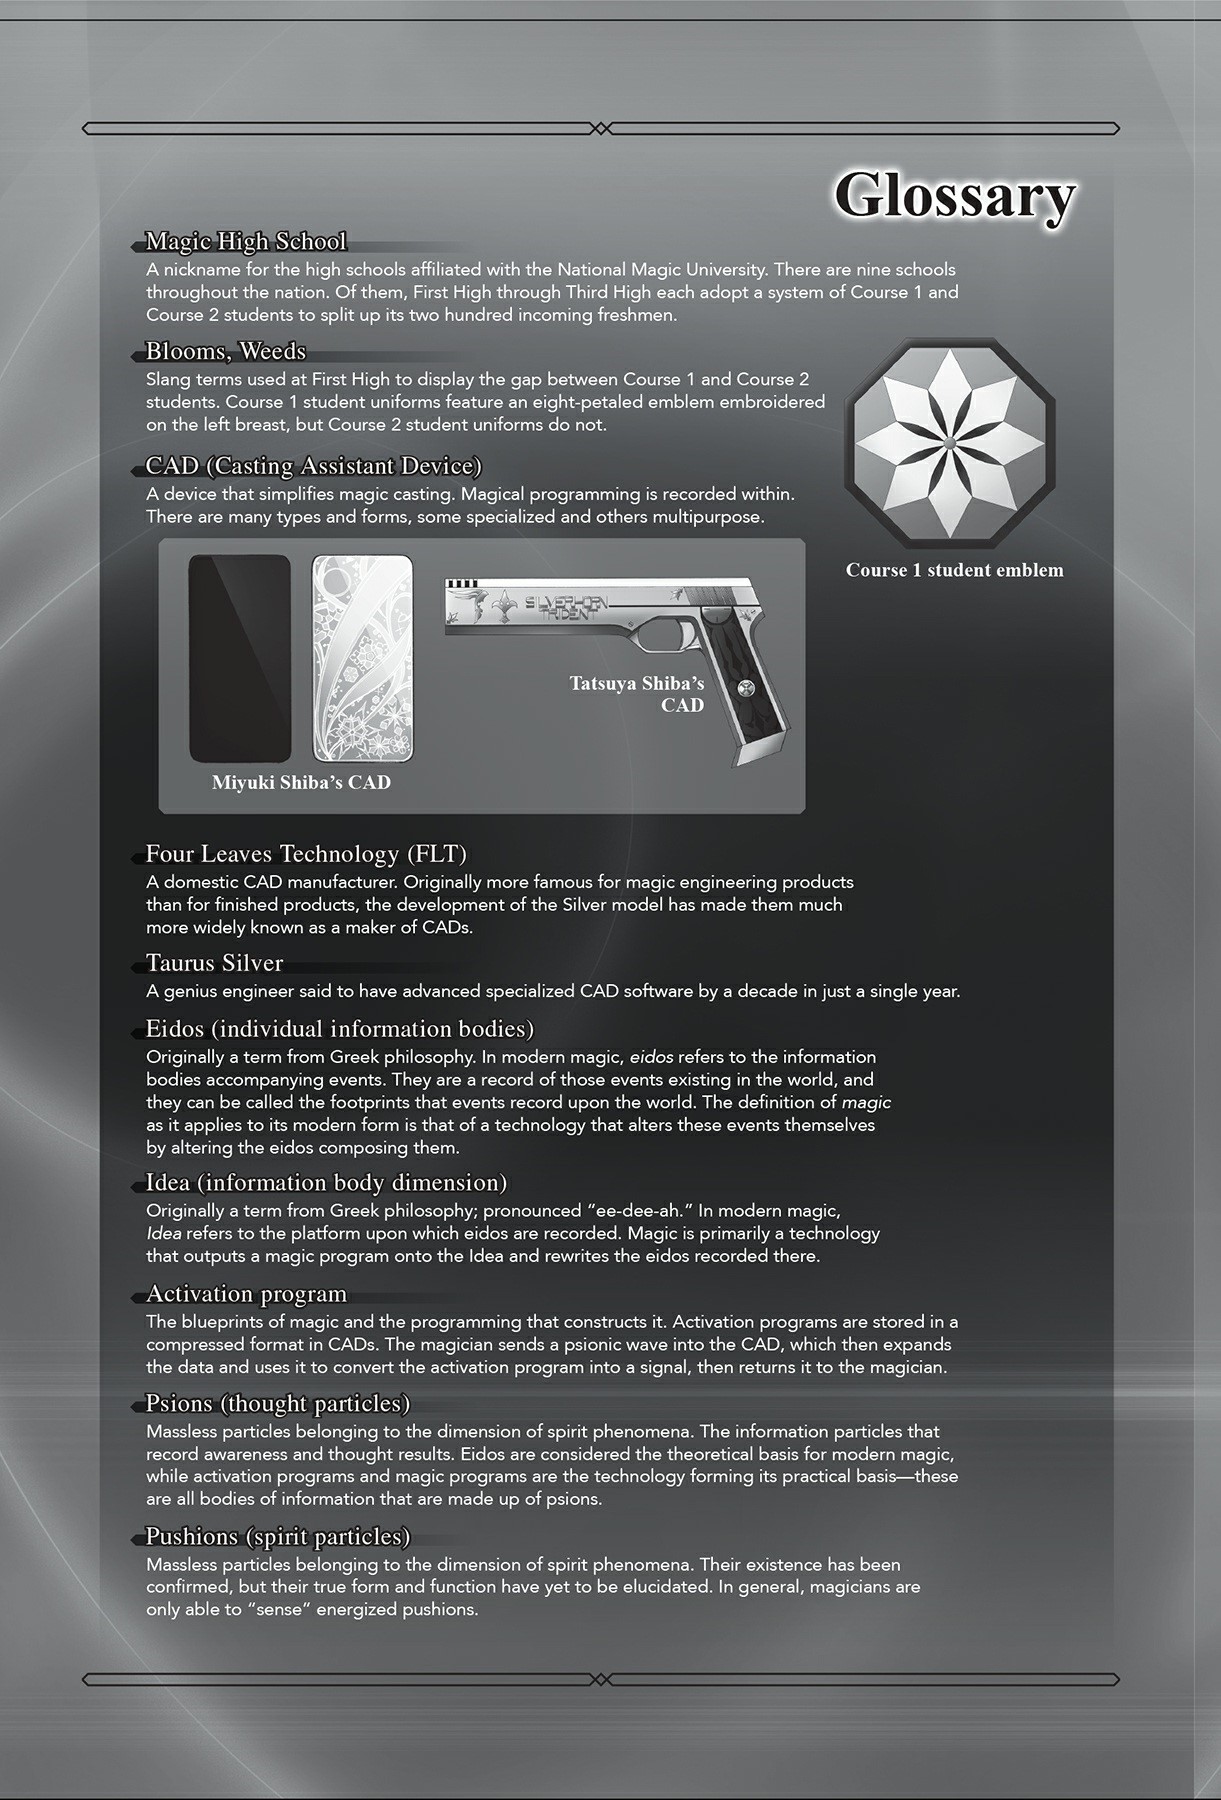 Glossary
Magic High School
A nickname for the high schools affiliated with the National Magic University. There are nine schools
throughout the nation. Of them, First High through Third High each adopt a system of Course 1 and
Course 2 students to split up its two hundred incoming freshmen.
Blooms, Weeds
Slang terms used at First High to display the gap between Course 1 and Course 2
students. Course 1 student uniforms feature an eight-petaled emblem embroidered
on the left breast, but Course 2 student uniforms do not.
Course 1 student emblem
CAD (Casting Assistant Device)
A device that simplifies magic casting. Magical programming is recorded within.
There are many types and forms, some specialized and others multipurpose.
SILVERHORN
TRIDENT
Tatsuya Shiba's
CAD
Miyuki Shiba's CAD
Four Leaves Technology (FLT)
A domestic CAD manufacturer. Originally more famous for magic engineering products
than for finished products, the development of the Silver model has made them much
more widely known as a maker of CADs.
Taurus Silver
A genius engineer said to have advanced specialized CAD software by a decade in just a single year.
Eidos (individual information bodies)
Originally a term from Greek philosophy. In modern magic, eidos refers to the information
bodies accompanying events. They are a record of those events existing in the world, and
they can be called the footprints that events record upon the world. The definition of magic
as it applies to its modern form is that of a technology that alters these events themselves
by altering the eidos composing them.
Idea (information body dimension)
Originally a term from Greek philosophy; pronounced “ee-dee-ah.” In modern magic,
Idea refers to the platform upon which eidos are recorded. Magic is primarily a technology
that outputs a magic program onto the Idea and rewrites the eidos recorded there.
Activation program
The blueprints of magic and the programming that constructs it. Activation programs are stored in a
compressed format in CADs. The magician sends a psionic wave into the CAD, which then expands
the data and uses it to convert the activation program into a signal, then returns it to the magician.
Psions (thought particles)
Massless particles belonging to the dimension of spirit phenomena. The information particles that
record awareness and thought results. Eidos are considered the theoretical basis for modern magic,
while activation programs and magic programs are the technology forming its practical basis—these
are all bodies of information that are made up of psions.
Pushions (spirit particles)
Massless particles belonging to the dimension of spirit phenomena. Their existence has been
confirmed, but their true form and function have yet to be elucidated. In general, magicians are
only able to “sense” energized pushions.